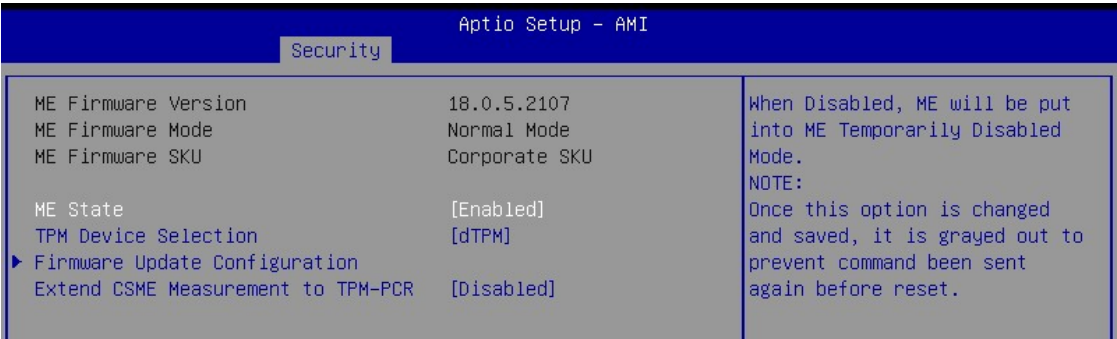 Aptio Setup - AMI
Security
ME Firmware Version 18.0.5.2107
ME Firmware Mode Normal Mode
ME Firmware SKU Corporate SKU
ME State [Enabled]
TPM Device Selection [dTPM]
Firmware Update Configuration
Extend CSME Measurement to TPM-PCR [Disabled]
When Disabled, ME will be put
into ME Temporarily Disabled
Mode.
NOTE:
Once this option is changed
and saved, it is grayed out to
prevent command been sent
again before reset.